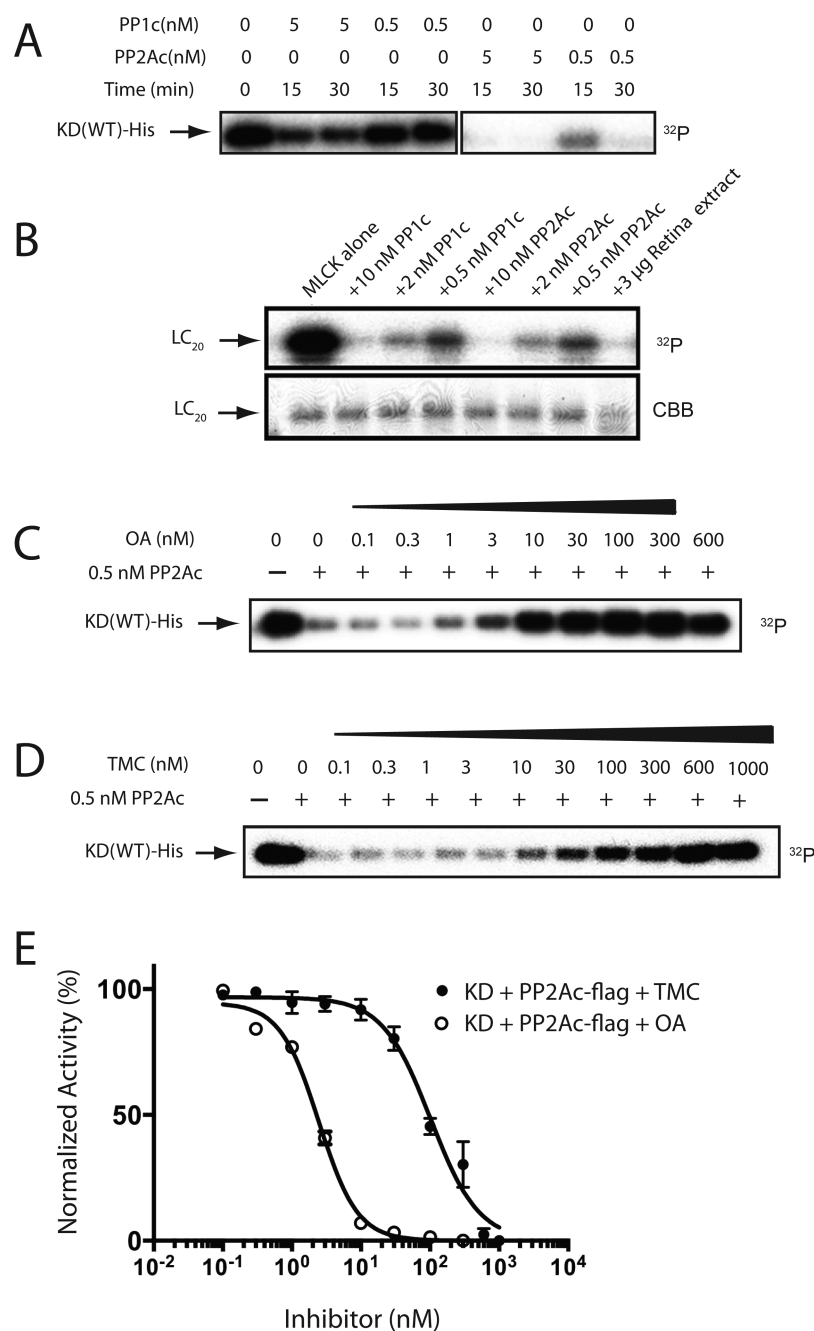 A
PP1c(nM) 0 5 5 0.5 0.5 0 0 0 0
PP2Ac(nM) 0 0 0 0 0 5 5 0.5 0.5
Time (min) 0 15 30 15 30 15 30 15 30
KD(WT)-His 32P
B
MLCK alone
+10 nM PP1c
+2 nM PP1c
+0.5 nM PP1c
+10 nM PP2Ac
+2 nM PP2Ac
+0.5 nM PP2Ac
+3 µg Retina extract
LC20 32P
LC20 CBB
C
OA (nM) 0 0 0.1 0.3 1 3 10 30 100 300 600
0.5 nM PP2Ac − + + + + + + + + + +
KD(WT)-His 32P
D
TMC (nM) 0 0 0.1 0.3 1 3 10 30 100 300 600 1000
0.5 nM PP2Ac − + + + + + + + + + + +
KD(WT)-His 32P
E
Normalized Activity (%)
100
50
0
KD + PP2Ac-flag + TMC
KD + PP2Ac-flag + OA
10-2 10-1 100 101 102 103 104
Inhibitor (nM)